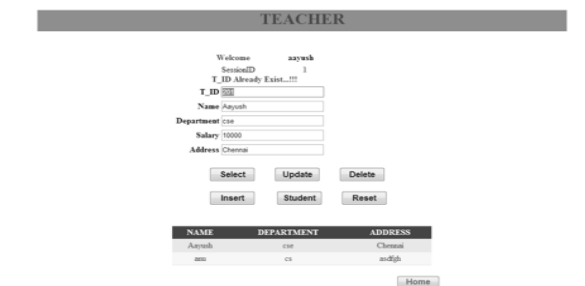 TEACHER
Welcome aayush
SessionID 1
T_ID Already Exist...!!!
T_ID 201
Name Aayush
Department cse
Salary 10000
Address Chennai
Select Update Delete
Insert Student Reset
NAME DEPARTMENT ADDRESS
Aayush cse Chennai
anu cs asdfgh
Home